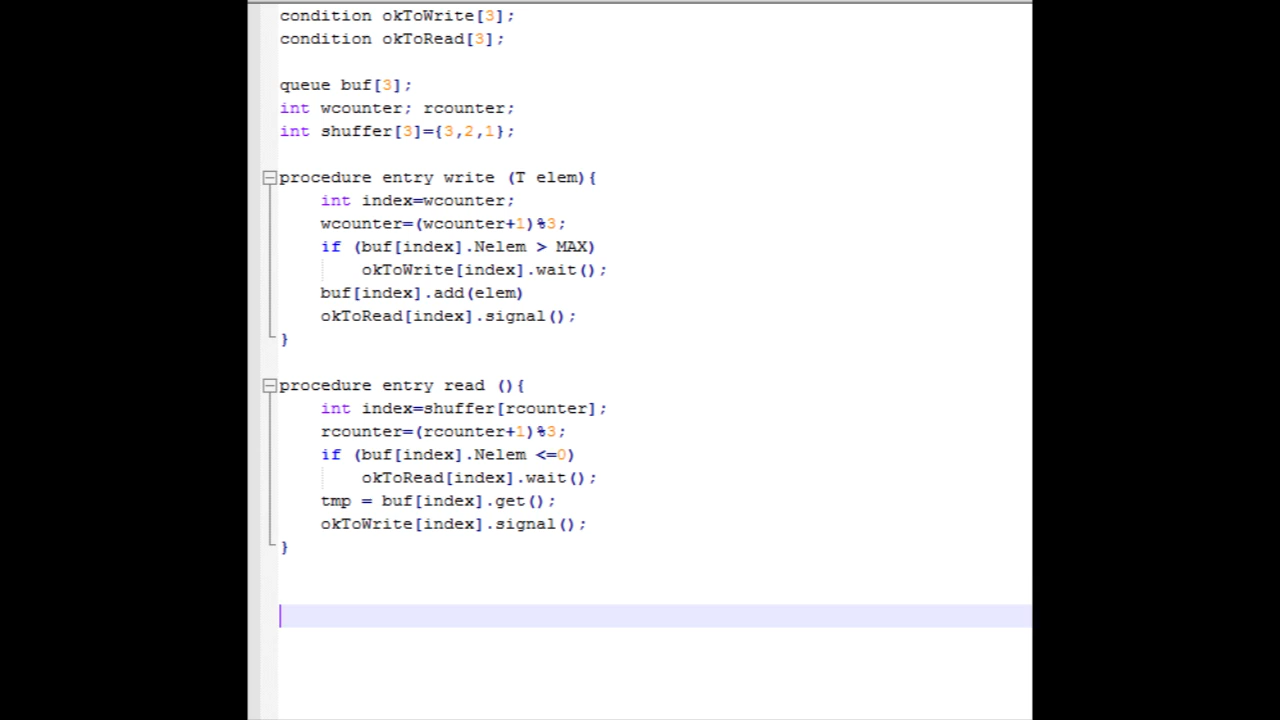 condition okToWrite[3];
condition okToRead[3];
queue buf[3];
int wcounter; rcounter;
int shuffer[3]={3,2,1};
procedure entry write (T elem){
int index=wcounter;
wcounter=(wcounter+1)%3;
if (buf[index].Nelem > MAX)
okToWrite[index].wait();
buf[index].add(elem)
okToRead[index].signal();
}
procedure entry read (){
int index=shuffer[rcounter];
rcounter=(rcounter+1)%3;
if (buf[index].Nelem <=0)
okToRead[index].wait();
tmp = buf[index].get();
okToWrite[index].signal();
}